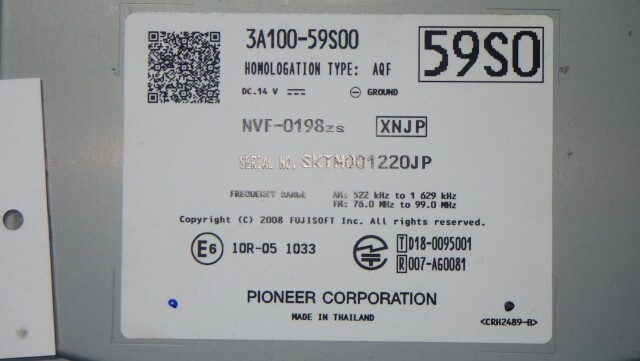 3A100-59S00
59S0
HOMOLOGATION TYPE: AQF
DC.14 V GROUND
NVF-0198zs XNJP
SERIAL NO. SKTM001220JP
FREQUENCY RANGE AM: 522 kHz to 1 629 kHz
FM: 76.0 MHz to 99.0 MHz
Copyright (C) 2008 FUJISOFT Inc. All rights reserved.
E6 10R-05 1033
T D18-0095001
R 007-AG0081
PIONEER CORPORATION
MADE IN THAILAND
<CRH2489-B>